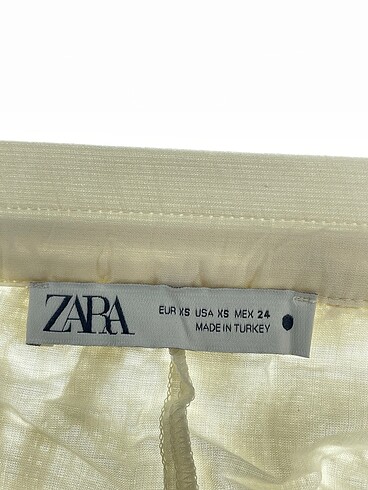 ZARA
EUR XS USA XS MEX 24
MADE IN TURKEY